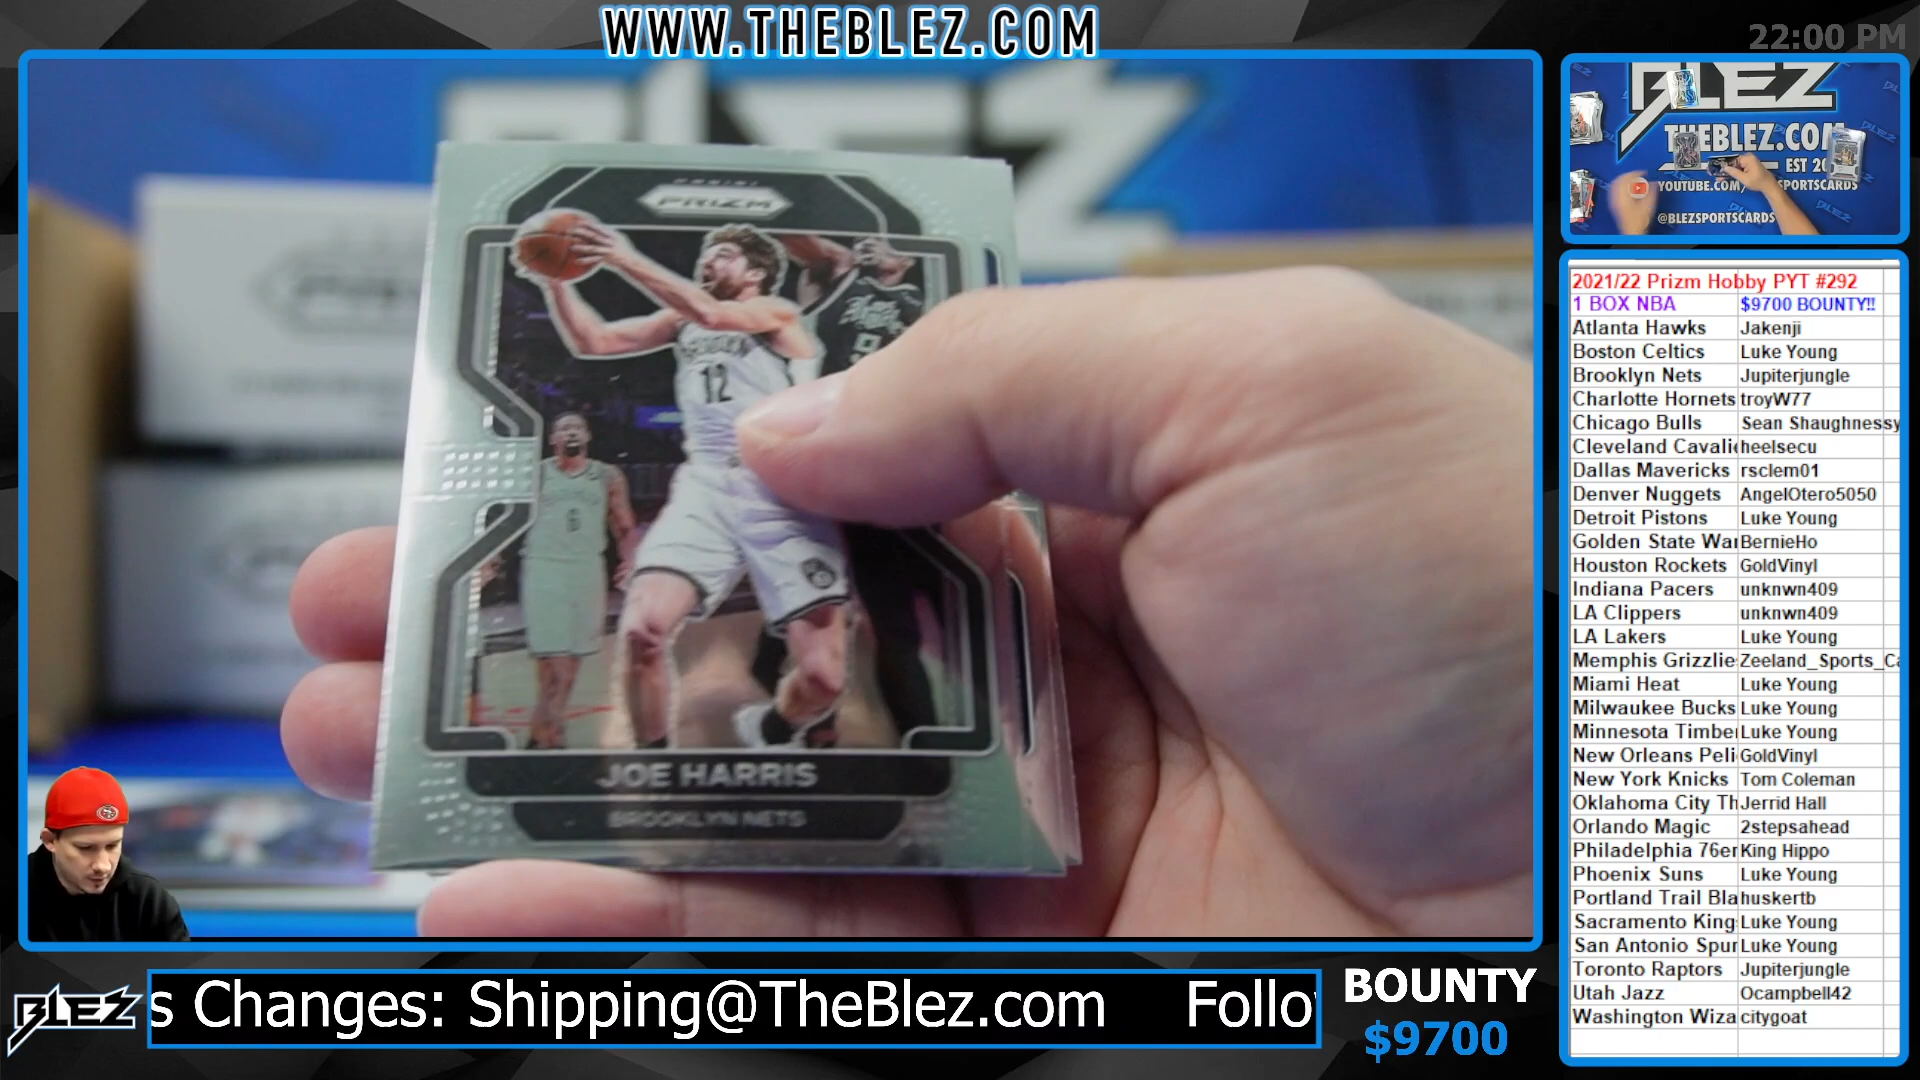 WWW.THEBLEZ.COM
22:00 PM
PANINI
PRIZM
12
JOE HARRIS
BROOKLYN NETS
BLEZ
THEBLEZ.COM
EST 20
YOUTUBE.COM/
SPORTSCARDS
@BLEZSPORTSCARDS
2021/22 Prizm Hobby PYT #292
1 BOX NBA $9700 BOUNTY!!
Atlanta Hawks Jakenji
Boston Celtics Luke Young
Brooklyn Nets Jupiterjungle
Charlotte Hornets troyW77
Chicago Bulls Sean Shaughnessy
Cleveland Cavali heelsecu
Dallas Mavericks rsclem01
Denver Nuggets AngelOtero5050
Detroit Pistons Luke Young
Golden State War BernieHo
Houston Rockets GoldVinyl
Indiana Pacers unknwn409
LA Clippers unknwn409
LA Lakers Luke Young
Memphis Grizzlie Zeeland_Sports_Ca
Miami Heat Luke Young
Milwaukee Bucks Luke Young
Minnesota Timber Luke Young
New Orleans Peli GoldVinyl
New York Knicks Tom Coleman
Oklahoma City Th Jerrid Hall
Orlando Magic 2stepsahead
Philadelphia 76er King Hippo
Phoenix Suns Luke Young
Portland Trail Bla huskertb
Sacramento King Luke Young
San Antonio Spur Luke Young
Toronto Raptors Jupiterjungle
Utah Jazz Ocampbell42
Washington Wiza citygoat
BLEZ
s Changes: Shipping@TheBlez.com Follo
BOUNTY
$9700